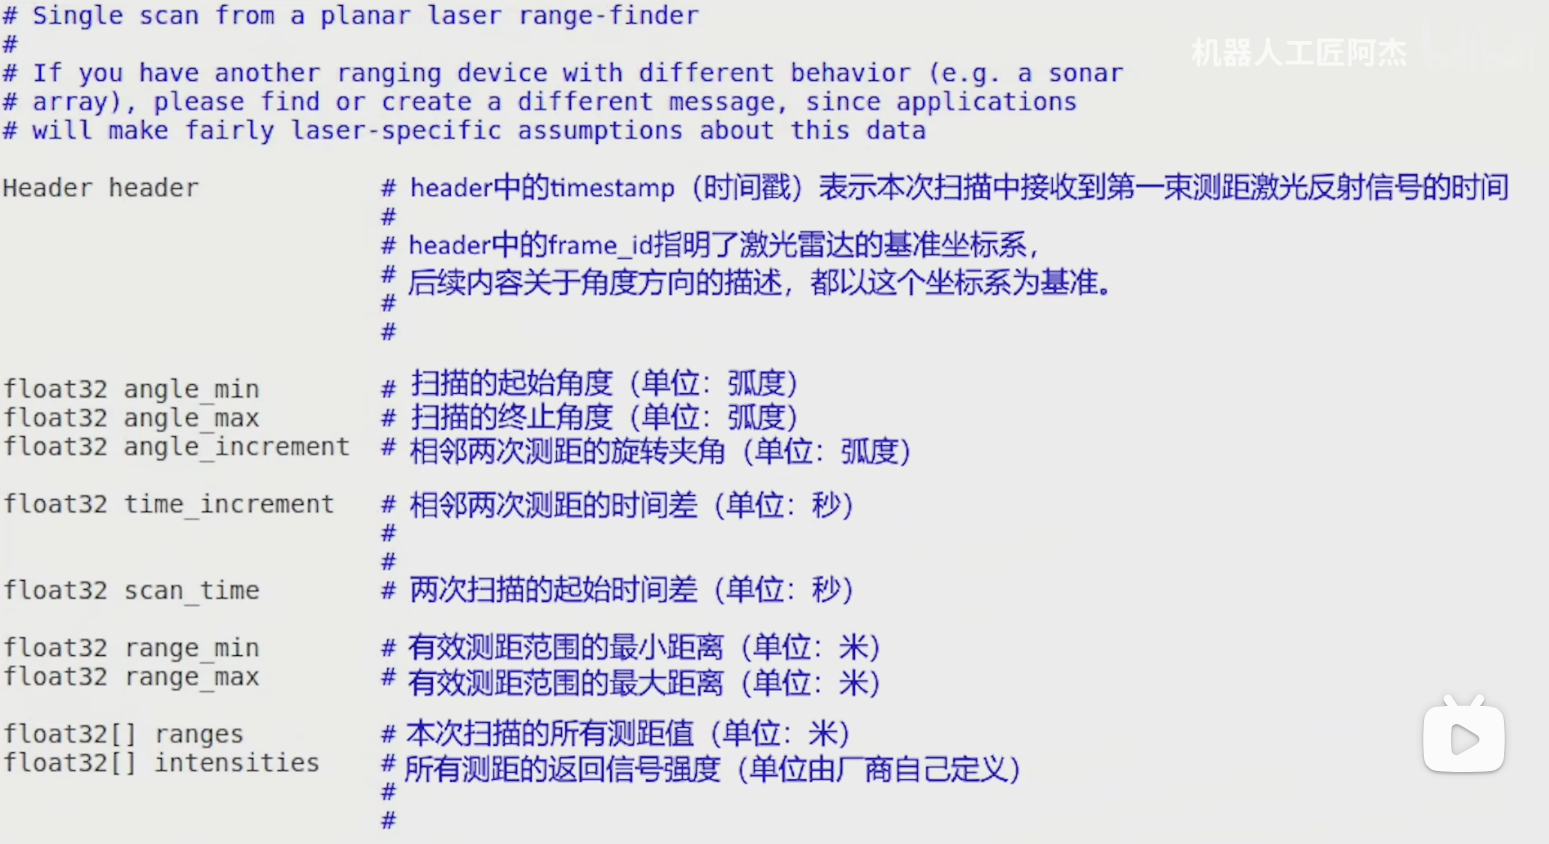 # Single scan from a planar laser range-finder
机器人工匠阿杰
#
# If you have another ranging device with different behavior (e.g. a sonar
# array), please find or create a different message, since applications
# will make fairly laser-specific assumptions about this data
Header header # header中的timestamp（时间戳）表示本次扫描中接收到第一束测距激光反射信号的时间
#
# header中的frame_id指明了激光雷达的基准坐标系，
# 后续内容关于角度方向的描述，都以这个坐标系为基准。
#
#
float32 angle_min # 扫描的起始角度（单位：弧度）
float32 angle_max # 扫描的终止角度（单位：弧度）
float32 angle_increment # 相邻两次测距的旋转夹角（单位：弧度）
float32 time_increment # 相邻两次测距的时间差（单位：秒）
#
#
float32 scan_time # 两次扫描的起始时间差（单位：秒）
float32 range_min # 有效测距范围的最小距离（单位：米）
float32 range_max # 有效测距范围的最大距离（单位：米）
float32[] ranges # 本次扫描的所有测距值（单位：米）
float32[] intensities # 所有测距的返回信号强度（单位由厂商自己定义）
#
#